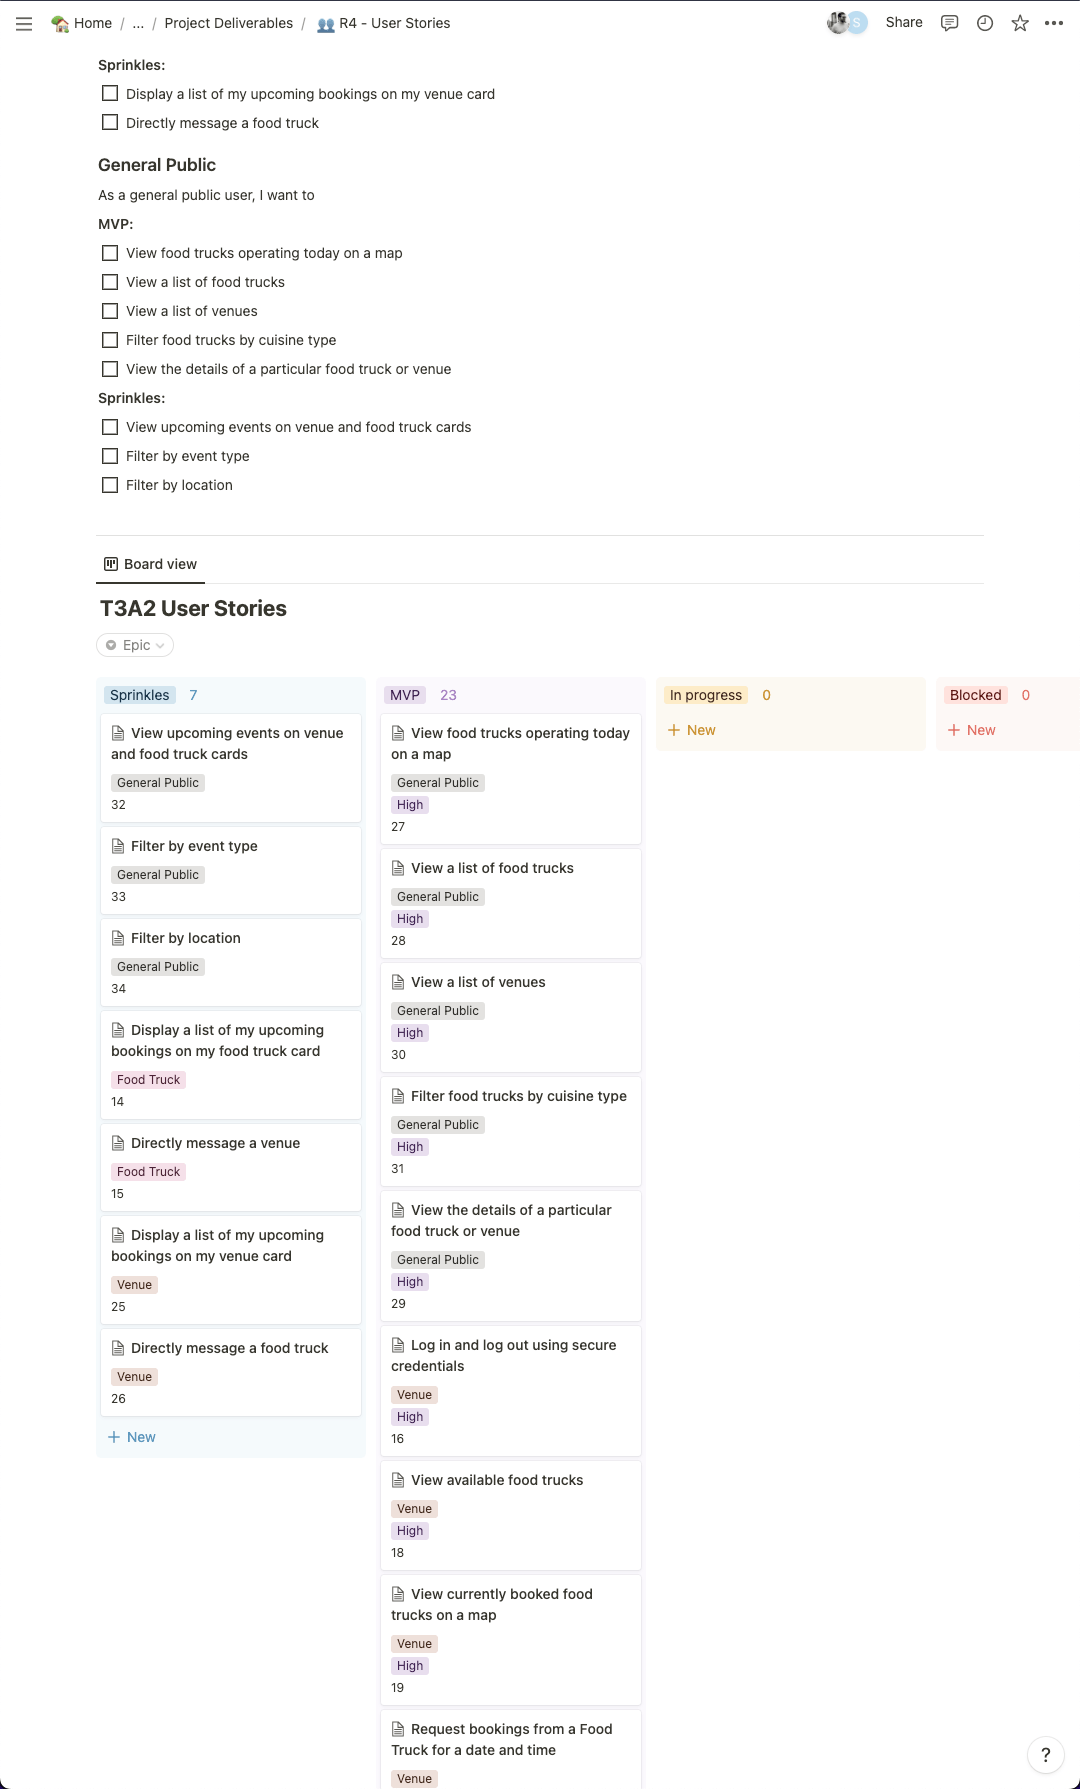 Home / ... / Project Deliverables / R4 - User Stories
S Share
Sprinkles:
Display a list of my upcoming bookings on my venue card
Directly message a food truck
General Public
As a general public user, I want to
MVP:
View food trucks operating today on a map
View a list of food trucks
View a list of venues
Filter food trucks by cuisine type
View the details of a particular food truck or venue
Sprinkles:
View upcoming events on venue and food truck cards
Filter by event type
Filter by location
Board view
T3A2 User Stories
Epic
Sprinkles 7
View upcoming events on venue
and food truck cards
General Public
32
Filter by event type
General Public
33
Filter by location
General Public
34
Display a list of my upcoming
bookings on my food truck card
Food Truck
14
Directly message a venue
Food Truck
15
Display a list of my upcoming
bookings on my venue card
Venue
25
Directly message a food truck
Venue
26
+ New
MVP 23
View food trucks operating today
on a map
General Public
High
27
View a list of food trucks
General Public
High
28
View a list of venues
General Public
High
30
Filter food trucks by cuisine type
General Public
High
31
View the details of a particular
food truck or venue
General Public
High
29
Log in and log out using secure
credentials
Venue
High
16
View available food trucks
Venue
High
18
View currently booked food
trucks on a map
Venue
High
19
Request bookings from a Food
Truck for a date and time
Venue
In progress 0
+ New
Blocked 0
+ New
?